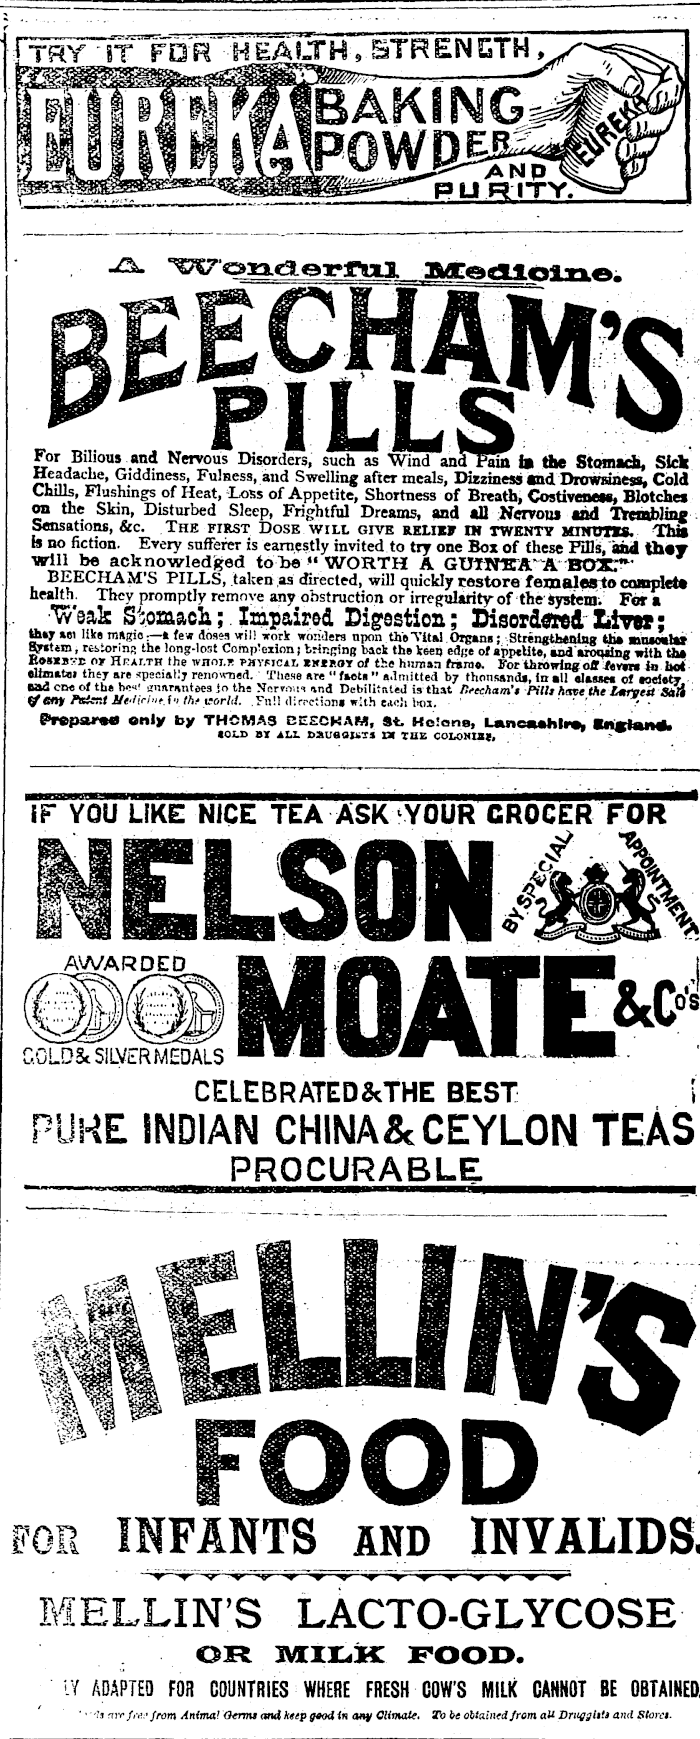 TRY IT FOR HEALTH, STRENGTH,
EUREKA BAKING
POWDER
AND
PURITY.
EUREKA
A Wonderful Medicine.
BEECHAM'S
PILLS
For Bilious and Nervous Disorders, such as Wind and Pain in the Stomach, Sick
Headache, Giddiness, Fulness, and Swelling after meals, Dizziness and Drowsiness, Cold
Chills, Flushings of Heat, Loss of Appetite, Shortness of Breath, Costiveness, Blotches
on the Skin, Disturbed Sleep, Frightful Dreams, and all Nervous and Trembling
Sensations, &c. THE FIRST DOSE WILL GIVE RELIEF IN TWENTY MINUTES. This
is no fiction. Every sufferer is earnestly invited to try one Box of these Pills, and they
will be acknowledged to be "WORTH A GUINEA A BOX."
BEECHAM'S PILLS, taken as directed, will quickly restore females to complete
health. They promptly remove any obstruction or irregularity of the system. For a
Weak Stomach; Impaired Digestion; Disordered Liver;
they act like magic:—a few doses will work wonders upon the Vital Organs; Strengthening the muscular
System, restoring the long-lost Complexion; bringing back the keen edge of appetite, and arousing with the
ROSEBUD OF HEALTH the WHOLE PHYSICAL ENERGY of the human frame. For throwing off fevers in hot
climates they are specially renowned. These are "facts" admitted by thousands, in all classes of society,
and one of the best guarantees to the Nervous and Debilitated is that Beecham's Pills have the Largest Sale
of any Patent Medicine in the world. Full directions with each box.
Prepared only by THOMAS BEECHAM, St. Helens, Lancashire, England.
SOLD BY ALL DRUGGISTS IN THE COLONIES,
IF YOU LIKE NICE TEA ASK YOUR GROCER FOR
NELSON
BY SPECIAL APPOINTMENT
AWARDED
GOLD & SILVER MEDALS
MOATE & Co's
CELEBRATED & THE BEST
PURE INDIAN CHINA & CEYLON TEAS
PROCURABLE
MELLIN'S
FOOD
FOR INFANTS AND INVALIDS.
MELLIN'S LACTO-GLYCOSE
OR MILK FOOD.
LY ADAPTED FOR COUNTRIES WHERE FRESH COW'S MILK CANNOT BE OBTAINED
are free from Animal Germs and keep good in any Climate. To be obtained from all Druggists and Stores.